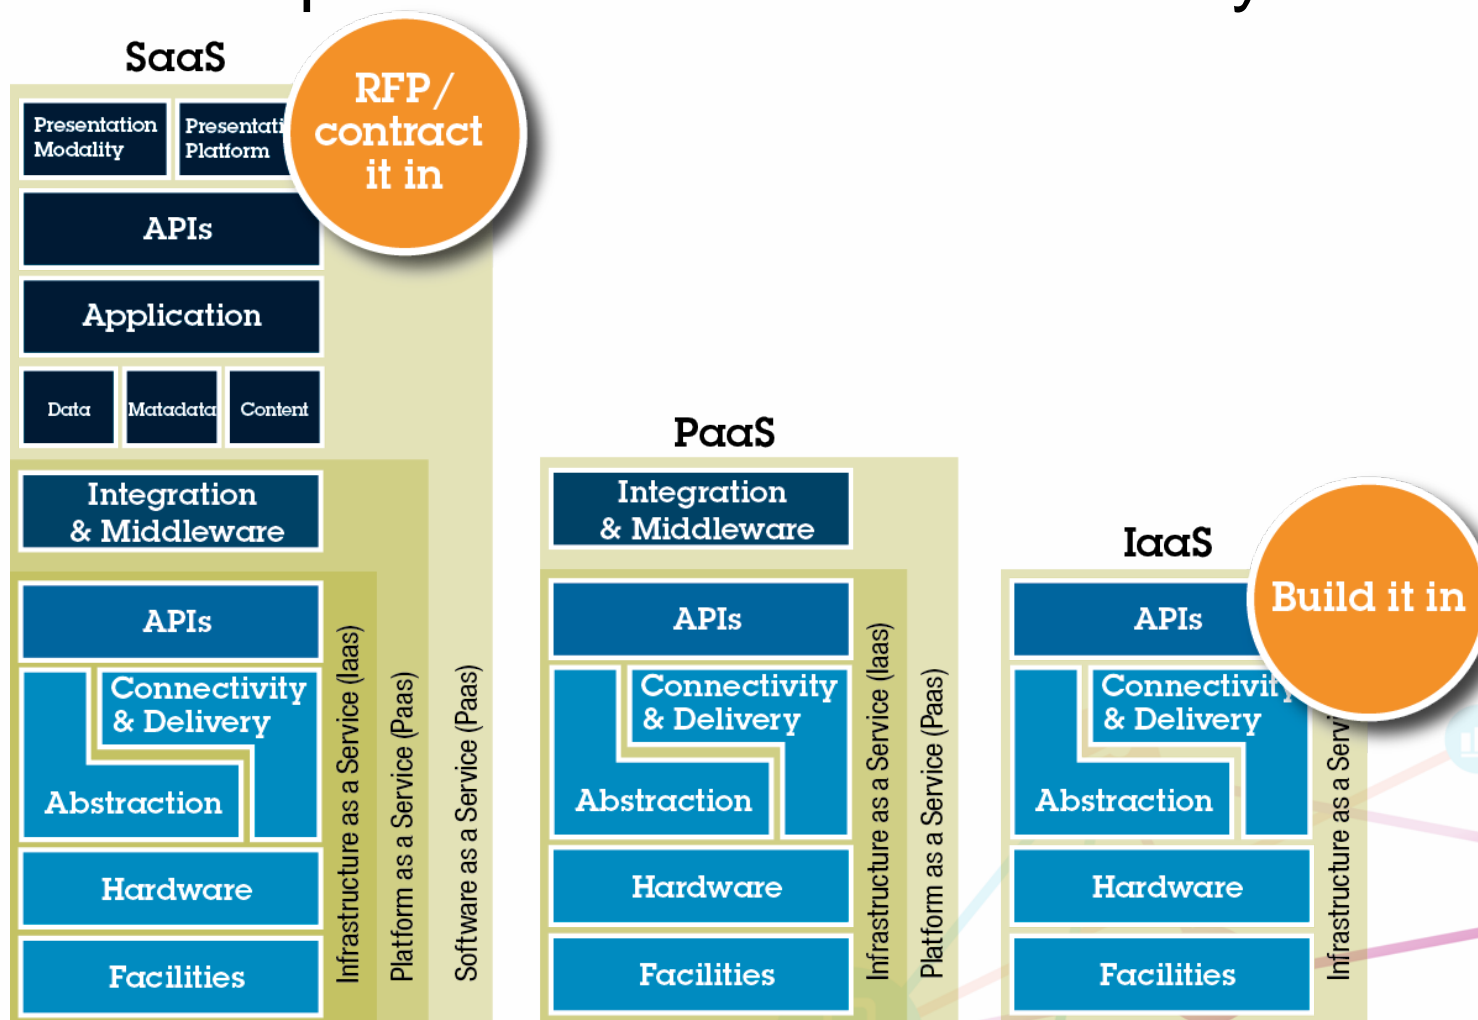 SaaS
RFP/
contract
it in
Presentation
Modality
Presentati
Platform
APIs
Application
Data
Matadata
Content
Integration
& Middleware
APIs
Connectivity
& Delivery
Abstraction
Hardware
Facilities
Infrastructure as a Service (Iaas)
Platform as a Service (Paas)
Software as a Service (Paas)
PaaS
Integration
& Middleware
APIs
Connectivity
& Delivery
Abstraction
Hardware
Facilities
Infrastructure as a Service (Iaas)
Platform as a Service (Paas)
IaaS
Build it in
APIs
Connectivity
& Delivery
Abstraction
Hardware
Facilities
Infrastructure as a Servi